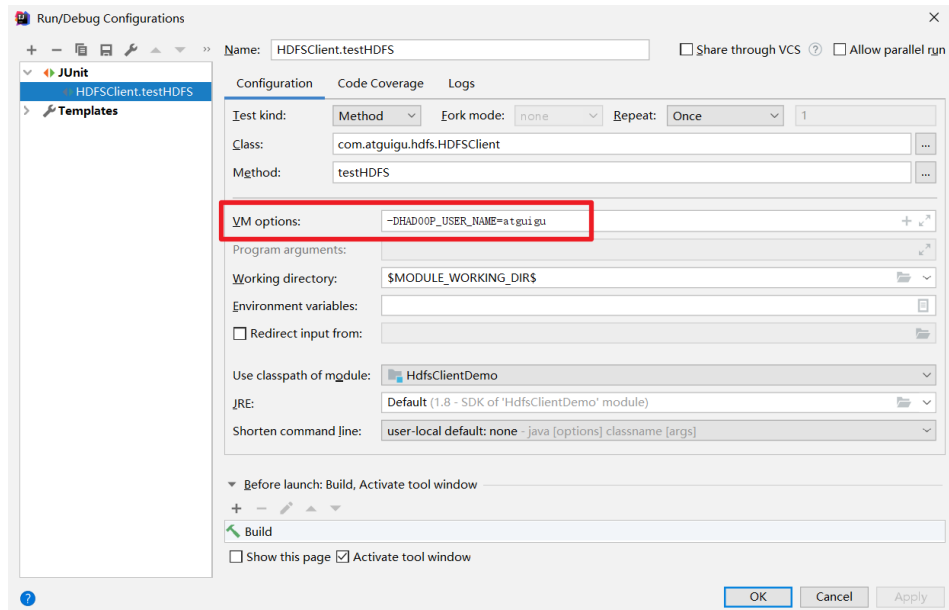 Run/Debug Configurations
Name: HDFSClient.testHDFS Share through VCS ? Allow parallel run
JUnit
HDFSClient.testHDFS
Templates
Configuration Code Coverage Logs
Test kind: Method Fork mode: none Repeat: Once 1
Class: com.atguigu.hdfs.HDFSClient ...
Method: testHDFS ...
VM options: -DHADOOP_USER_NAME=atguigu
Program arguments:
Working directory: $MODULE_WORKING_DIR$
Environment variables:
Redirect input from:
Use classpath of module: HdfsClientDemo
JRE: Default (1.8 - SDK of 'HdfsClientDemo' module)
Shorten command line: user-local default: none - java [options] classname [args]
Before launch: Build, Activate tool window
Build
Show this page Activate tool window
? OK Cancel Apply